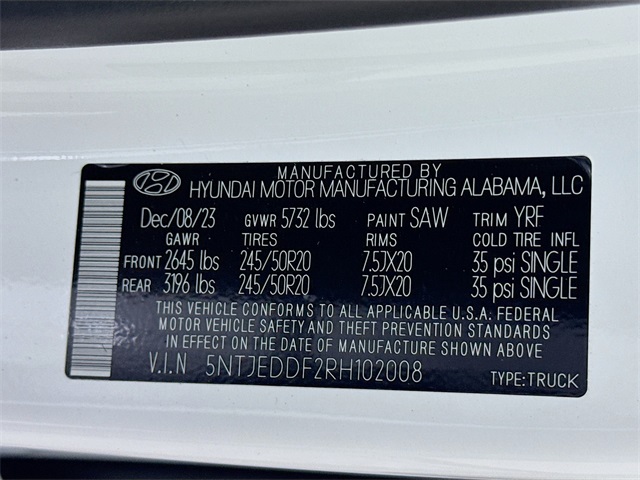 MANUFACTURED BY
HYUNDAI MOTOR MANUFACTURING ALABAMA, LLC
Dec/08/23 GVWR 5732 lbs PAINT SAW TRIM YRF
GAWR TIRES RIMS COLD TIRE INFL
FRONT 2645 lbs 245/50R20 7.5JX20 35 psi SINGLE
REAR 3196 lbs 245/50R20 7.5JX20 35 psi SINGLE
THIS VEHICLE CONFORMS TO ALL APPLICABLE U.S.A. FEDERAL
MOTOR VEHICLE SAFETY AND THEFT PREVENTION STANDARDS
IN EFFECT ON THE DATE OF MANUFACTURE SHOWN ABOVE.
V.I.N 5NTJEDDF2RH102008 TYPE:TRUCK